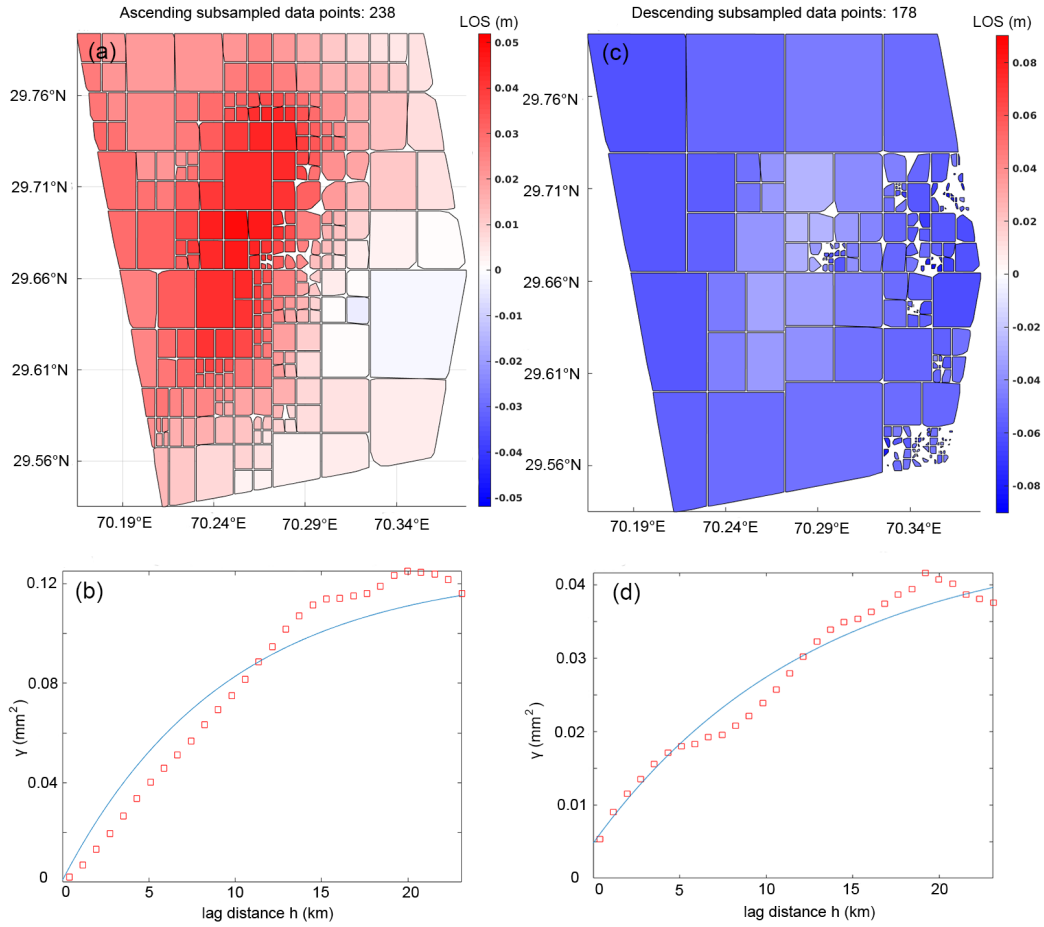 Ascending subsampled data points: 238
LOS (m)
(a)
29.76°N
29.71°N
29.66°N
29.61°N
29.56°N
70.19°E
70.24°E
70.29°E
70.34°E
0.05
0.04
0.03
0.02
0.01
0
-0.01
-0.02
-0.03
-0.04
-0.05
Descending subsampled data points: 178
LOS (m)
(c)
29.76°N
29.71°N
29.66°N
29.61°N
29.56°N
70.19°E
70.24°E
70.29°E
70.34°E
0.08
0.06
0.04
0.02
0
-0.02
-0.04
-0.06
-0.08
(b)
γ (mm²)
0.12
0.08
0.04
0
0
5
10
15
20
lag distance h (km)
(d)
γ (mm²)
0.04
0.03
0.02
0.01
0
0
5
10
15
20
lag distance h (km)